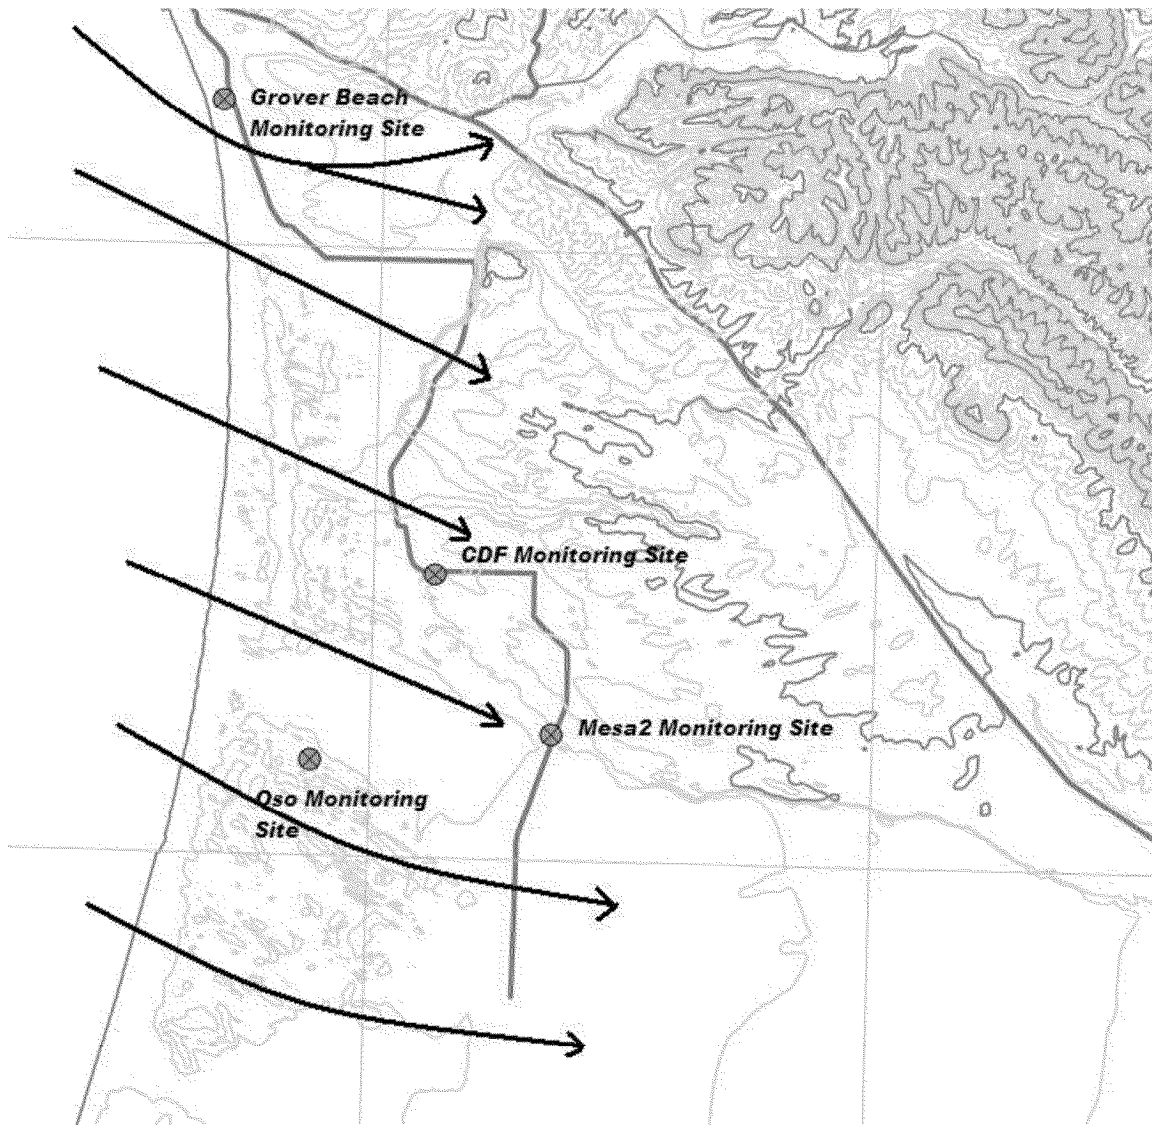 Grover Beach
Monitoring Site
CDF Monitoring Site
Mesa2 Monitoring Site
Oso Monitoring
Site